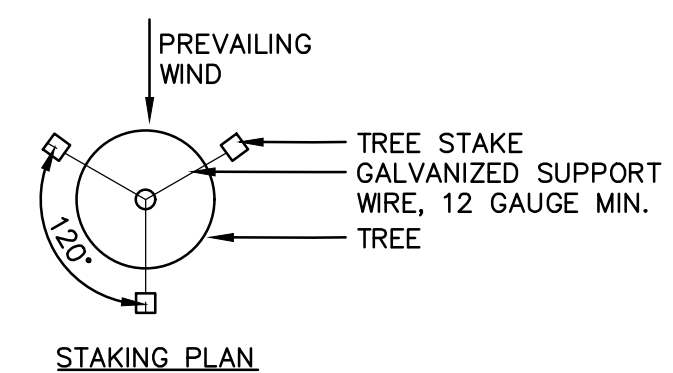 PREVAILING
WIND
TREE STAKE
GALVANIZED SUPPORT
WIRE, 12 GAUGE MIN.
TREE
120°
STAKING PLAN